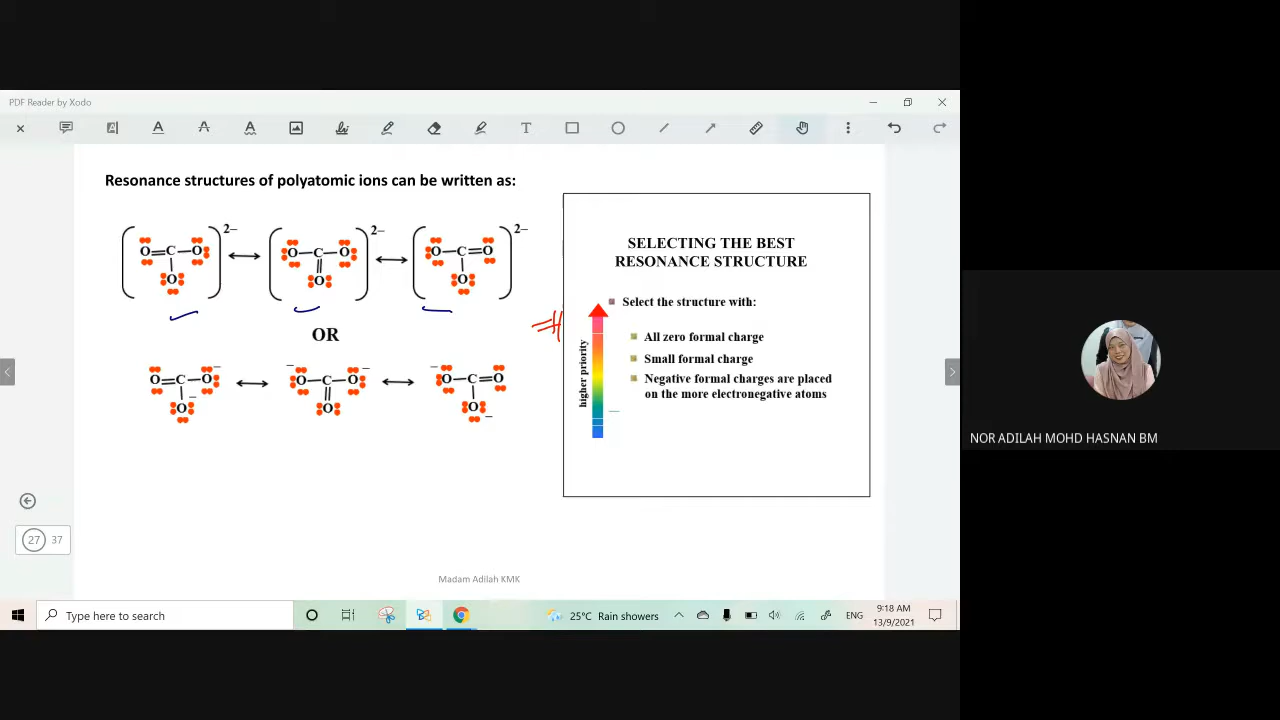 PDF Reader by Xodo
T
Resonance structures of polyatomic ions can be written as:
O=C—O O 2−
O—C—O O 2−
O—C=O O 2−
OR
O=C—O − O −
− O—C—O − O
− O—C=O O −
SELECTING THE BEST
RESONANCE STRUCTURE
Select the structure with:
All zero formal charge
Small formal charge
Negative formal charges are placed
on the more electronegative atoms
higher priority
27 37
Madam Adilah KMK
NOR ADILAH MOHD HASNAN BM
Type here to search
25°C Rain showers
ENG
9:18 AM
13/9/2021